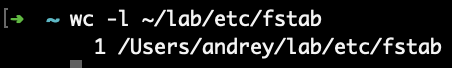 [➜ ~ wc -l ~/lab/etc/fstab
1 /Users/andrey/lab/etc/fstab